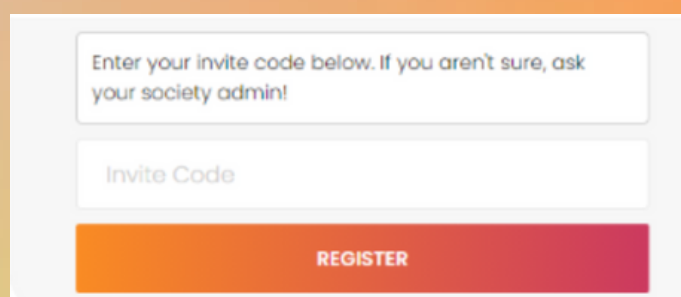 Enter your invite code below. If you aren't sure, ask
your society admin!
Invite Code
REGISTER